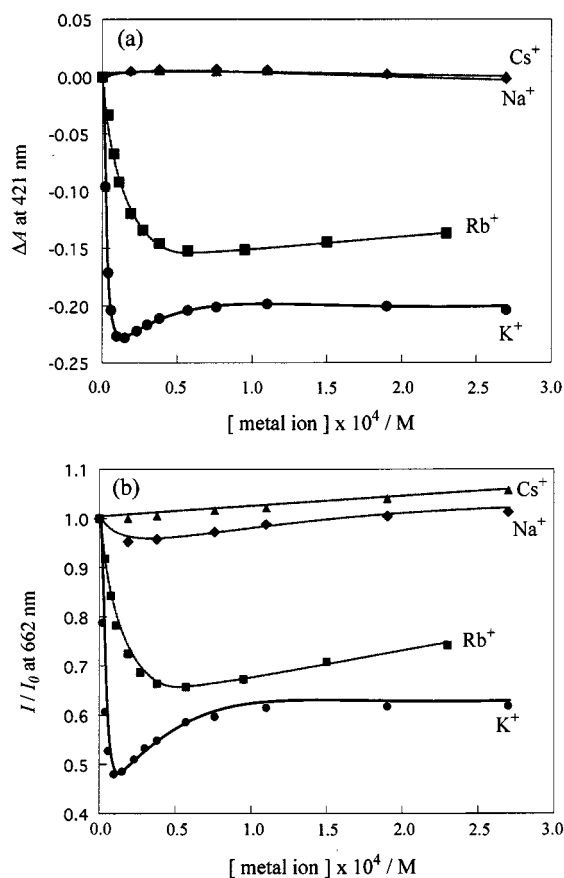 (a)
0.05
0.00
-0.05
-0.10
-0.15
-0.20
-0.25
ΔA at 421 nm
Cs⁺
Na⁺
Rb⁺
K⁺
0.0 0.5 1.0 1.5 2.0 2.5 3.0
[ metal ion ] x 10⁴ / M
(b)
1.1
1.0
0.9
0.8
0.7
0.6
0.5
0.4
I / I₀ at 662 nm
Cs⁺
Na⁺
Rb⁺
K⁺
0.0 0.5 1.0 1.5 2.0 2.5 3.0
[ metal ion ] x 10⁴ / M